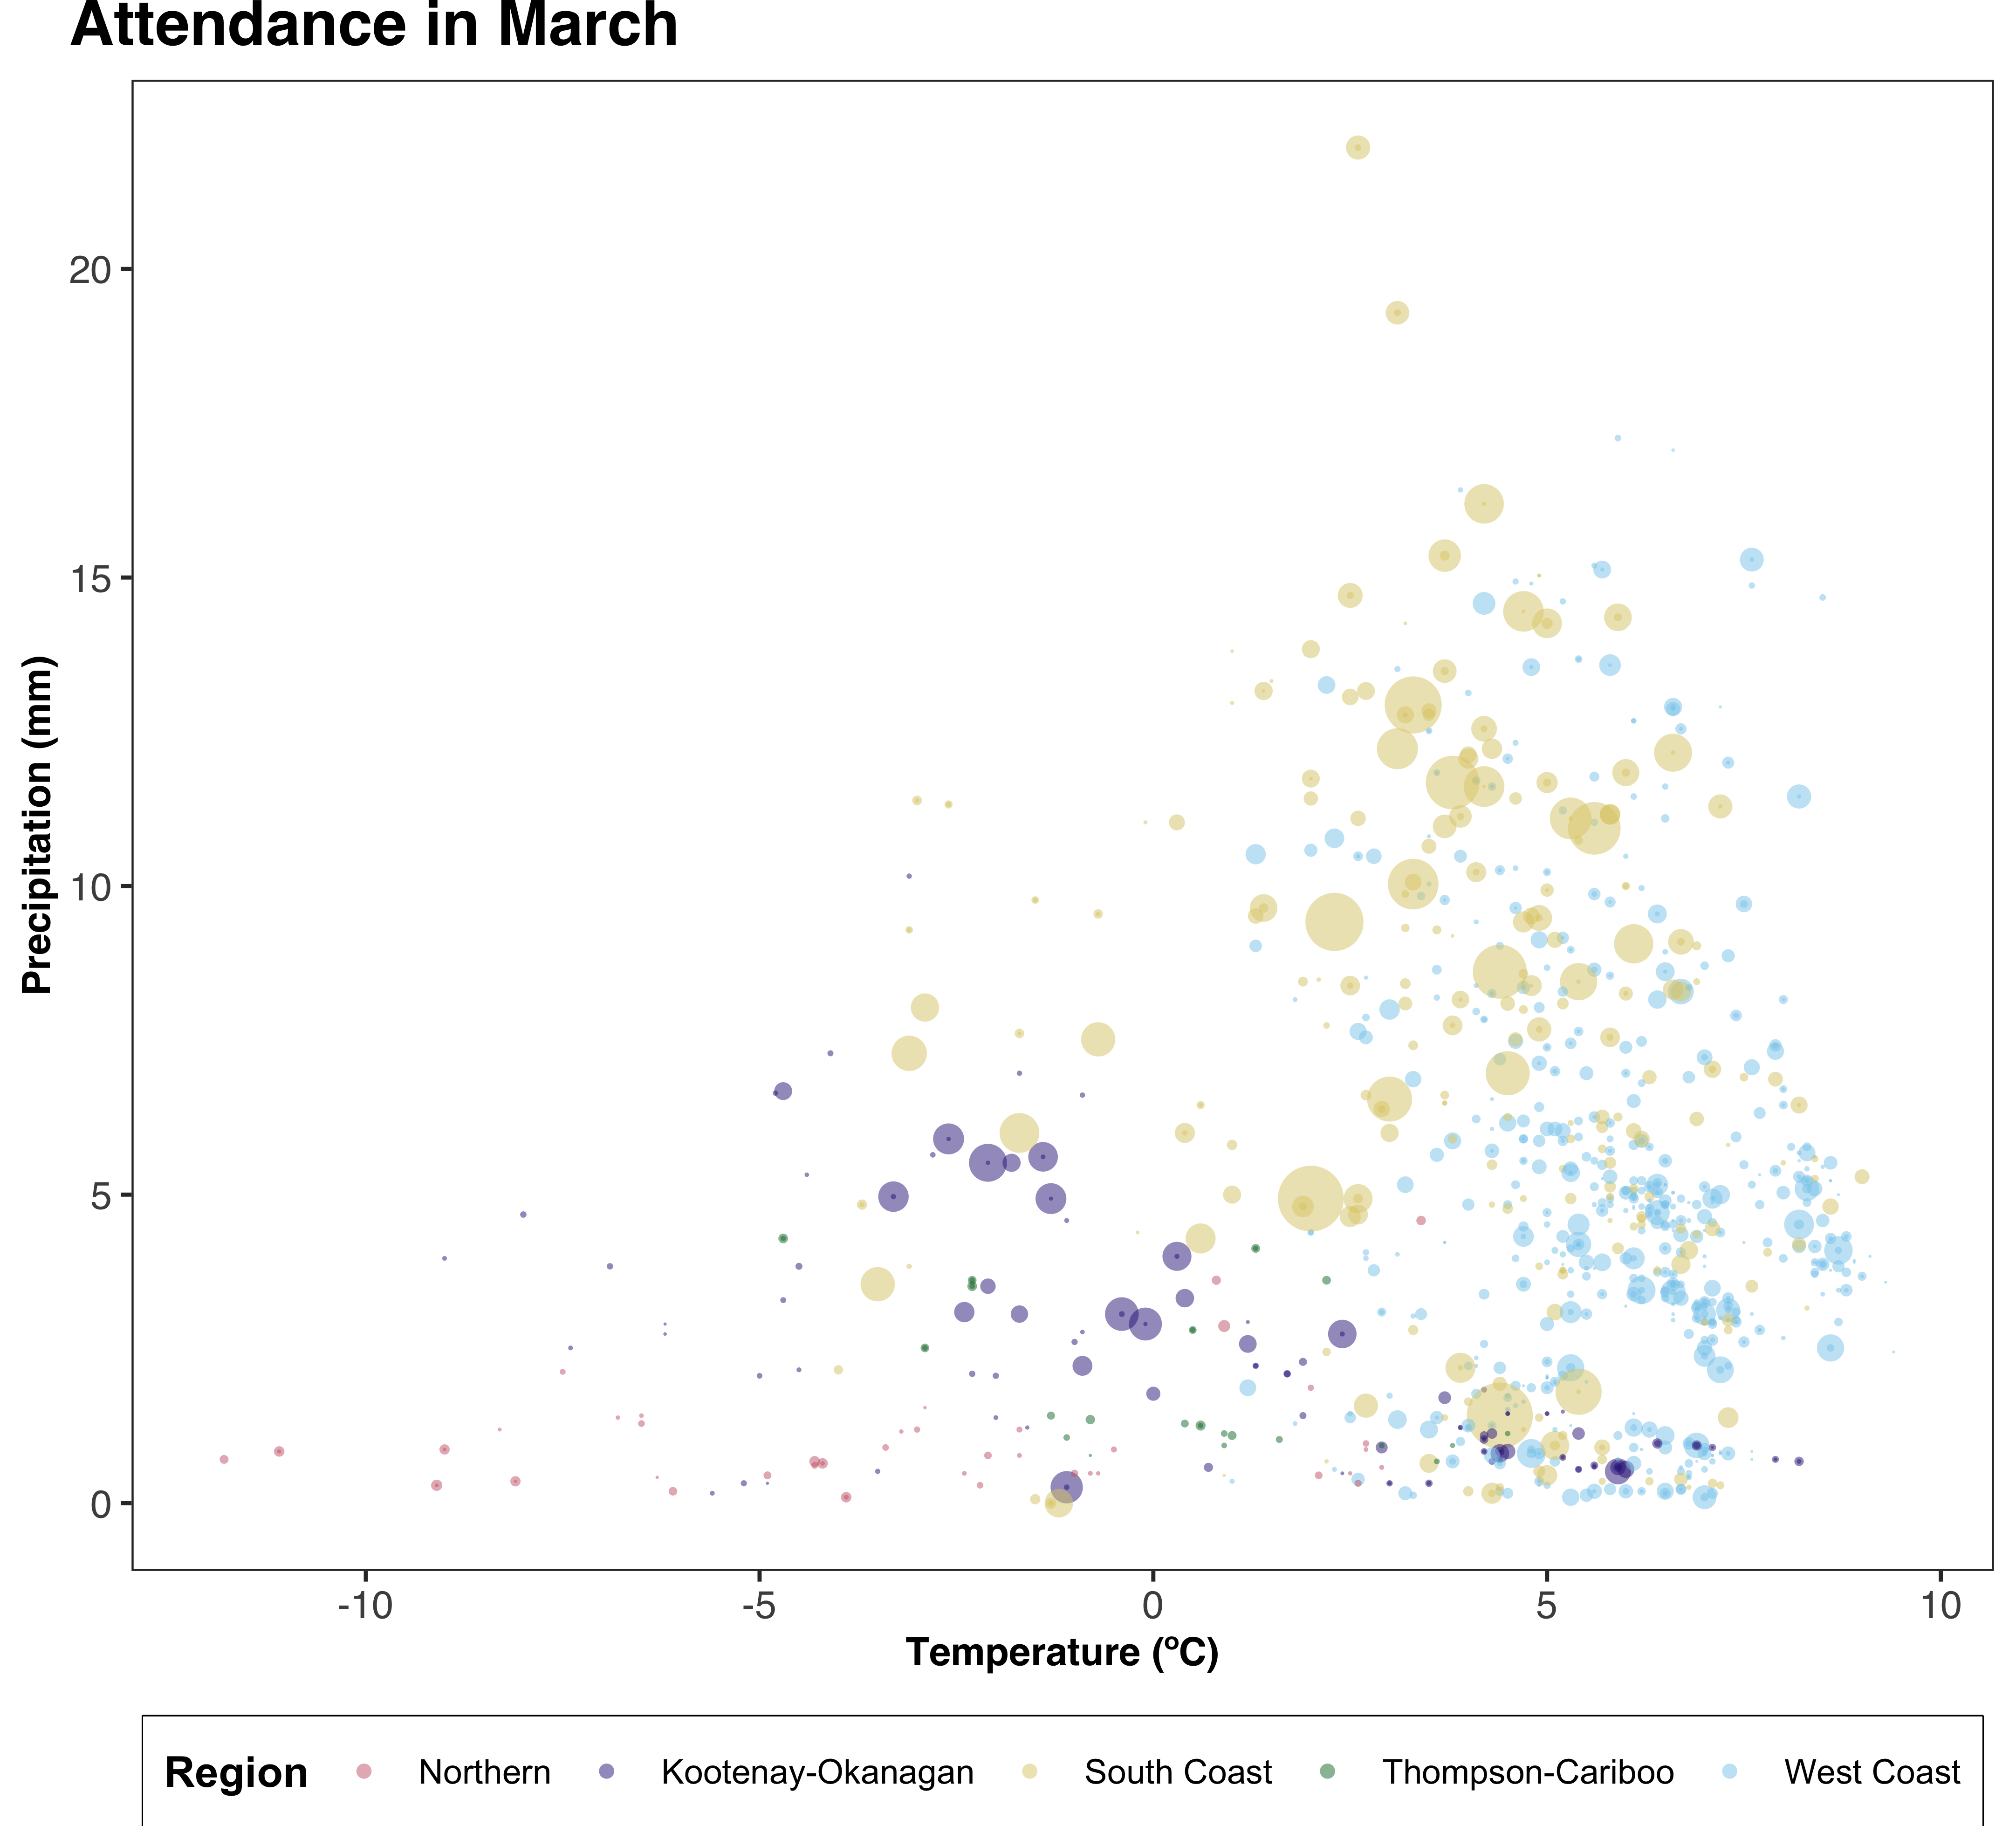 Attendance in March
Precipitation (mm)
20
15
10
5
0
-10 -5 0 5 10
Temperature (ºC)
Region Northern Kootenay-Okanagan South Coast Thompson-Cariboo West Coast